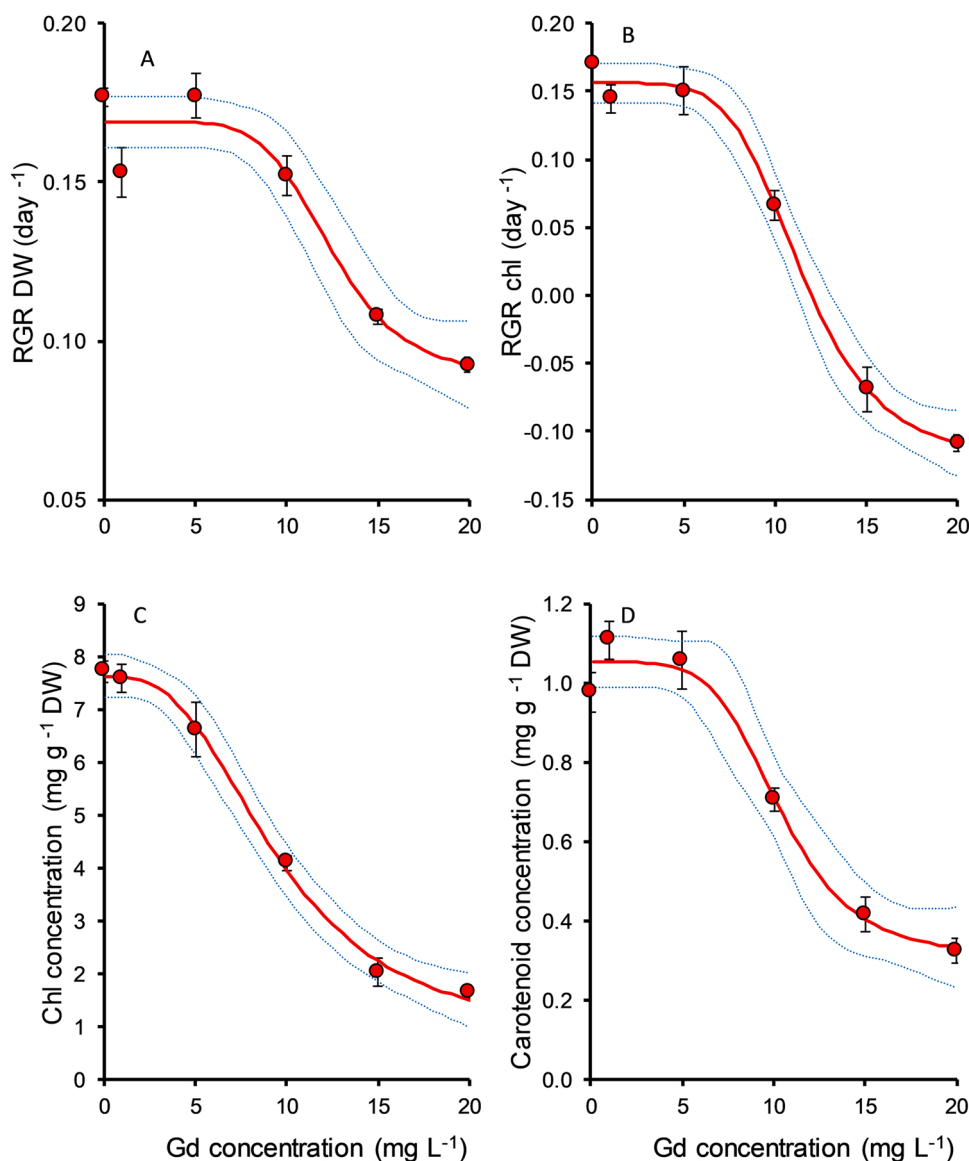 A
RGR DW (day -1)
0.20
0.15
0.10
0.05
0 5 10 15 20
B
RGR chl (day -1)
0.20
0.15
0.10
0.05
0.00
-0.05
-0.10
-0.15
0 5 10 15 20
C
Chl concentration (mg g -1 DW)
9
8
7
6
5
4
3
2
1
0
0 5 10 15 20
Gd concentration (mg L-1)
D
Carotenoid concentration (mg g -1 DW)
1.2
1.0
0.8
0.6
0.4
0.2
0.0
0 5 10 15 20
Gd concentration (mg L-1)